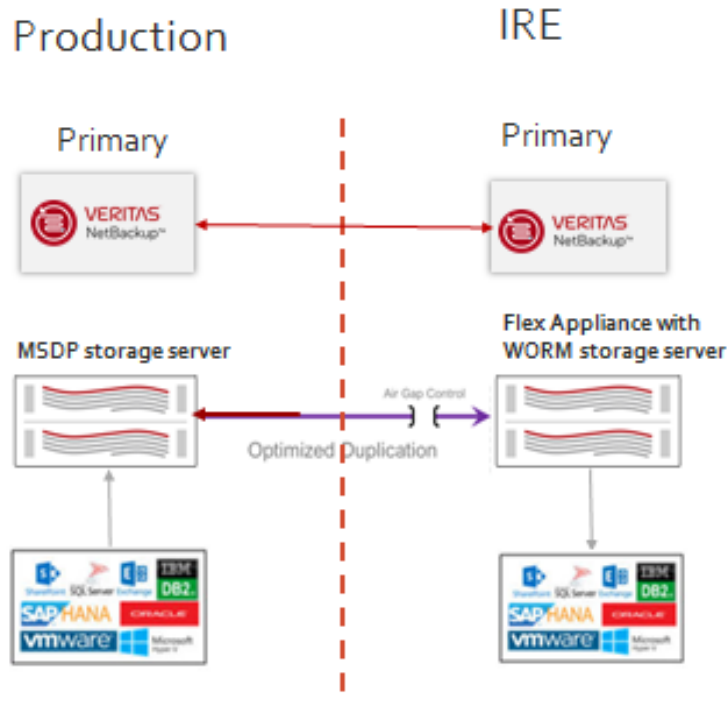 Production
IRE
Primary
Primary
VERITAS
NetBackup™
VERITAS
NetBackup™
MSDP storage server
Flex Appliance with
WORM storage server
Air Gap Control
Optimized Duplication
SharePoint
SQL Server
Exchange
IBM
DB2.
SAP HANA
ORACLE
vmware
Microsoft
Hyper-V
SharePoint
SQL Server
Exchange
IBM
DB2.
SAP HANA
ORACLE
vmware
Microsoft
Hyper-V